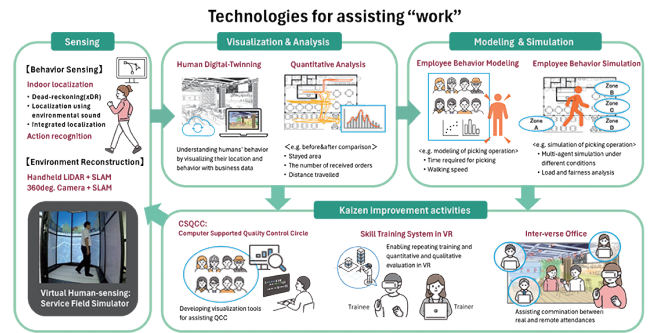 Technologies for assisting “work”
Sensing
【Behavior Sensing】
Indoor localization
• Dead-reckoning(xDR)
• Localization using
environmental sound
• Integrated localization
Action recognition
【Environment Reconstruction】
Handheld LiDAR + SLAM
360deg. Camera + SLAM
Virtual Human-sensing:
Service Field Simulator
Visualization & Analysis
Human Digital-Twinning
Understanding humans’ behavior
by visualizing their location and
behavior with business data
Quantitative Analysis
<e.g. before&after comparison>
• Stayed area
• The number of received orders
• Distance travelled
Modeling & Simulation
Employee Behavior Modeling
<e.g. modeling of picking operation>
• Time required for picking
• Walking speed
Employee Behavior Simulation
Zone
B
Zone
C
Zone
A
Zone
D
<e.g. simulation of picking operation>
• Multi-agent simulation under
different conditions
• Load and fairness analysis
Kaizen improvement activities
CSQCC:
Computer Supported Quality Control Circle
Developing visualization tools
for assisting QCC
Skill Training System in VR
Enabling repeating training and
quantitative and qualitative
evaluation in VR
Trainee
Trainer
Inter-verse Office
Assisting commination between
real and remote attendances